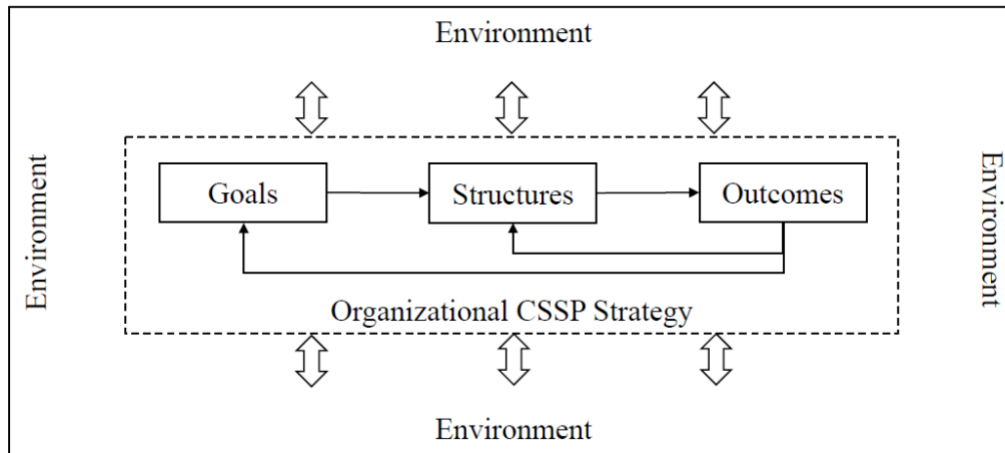 Environment
Environment
Goals
Structures
Outcomes
Environment
Organizational CSSP Strategy
Environment